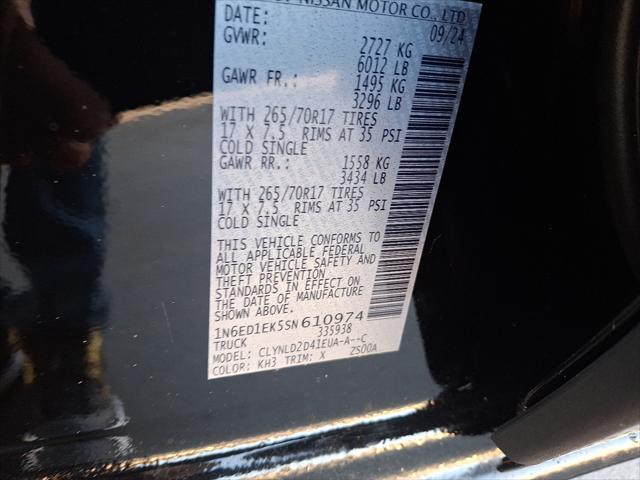 NISSAN MOTOR CO., LTD
DATE: 09/24
GVWR: 2727 KG
6012 LB
GAWR FR.: 1495 KG
3296 LB
WITH 265/70R17 TIRES
17 X 7.5 RIMS AT 35 PSI
COLD SINGLE
GAWR RR.: 1558 KG
3434 LB
WITH 265/70R17 TIRES
17 X 7.5 RIMS AT 35 PSI
COLD SINGLE
THIS VEHICLE CONFORMS TO
ALL APPLICABLE FEDERAL
MOTOR VEHICLE SAFETY AND
THEFT PREVENTION
STANDARDS IN EFFECT ON
THE DATE OF MANUFACTURE
SHOWN ABOVE.
1N6ED1EK5SN610974
TRUCK 335938
MODEL: CLYNLD2D41EUA-A--C
COLOR: KH3 TRIM: X ZS00A